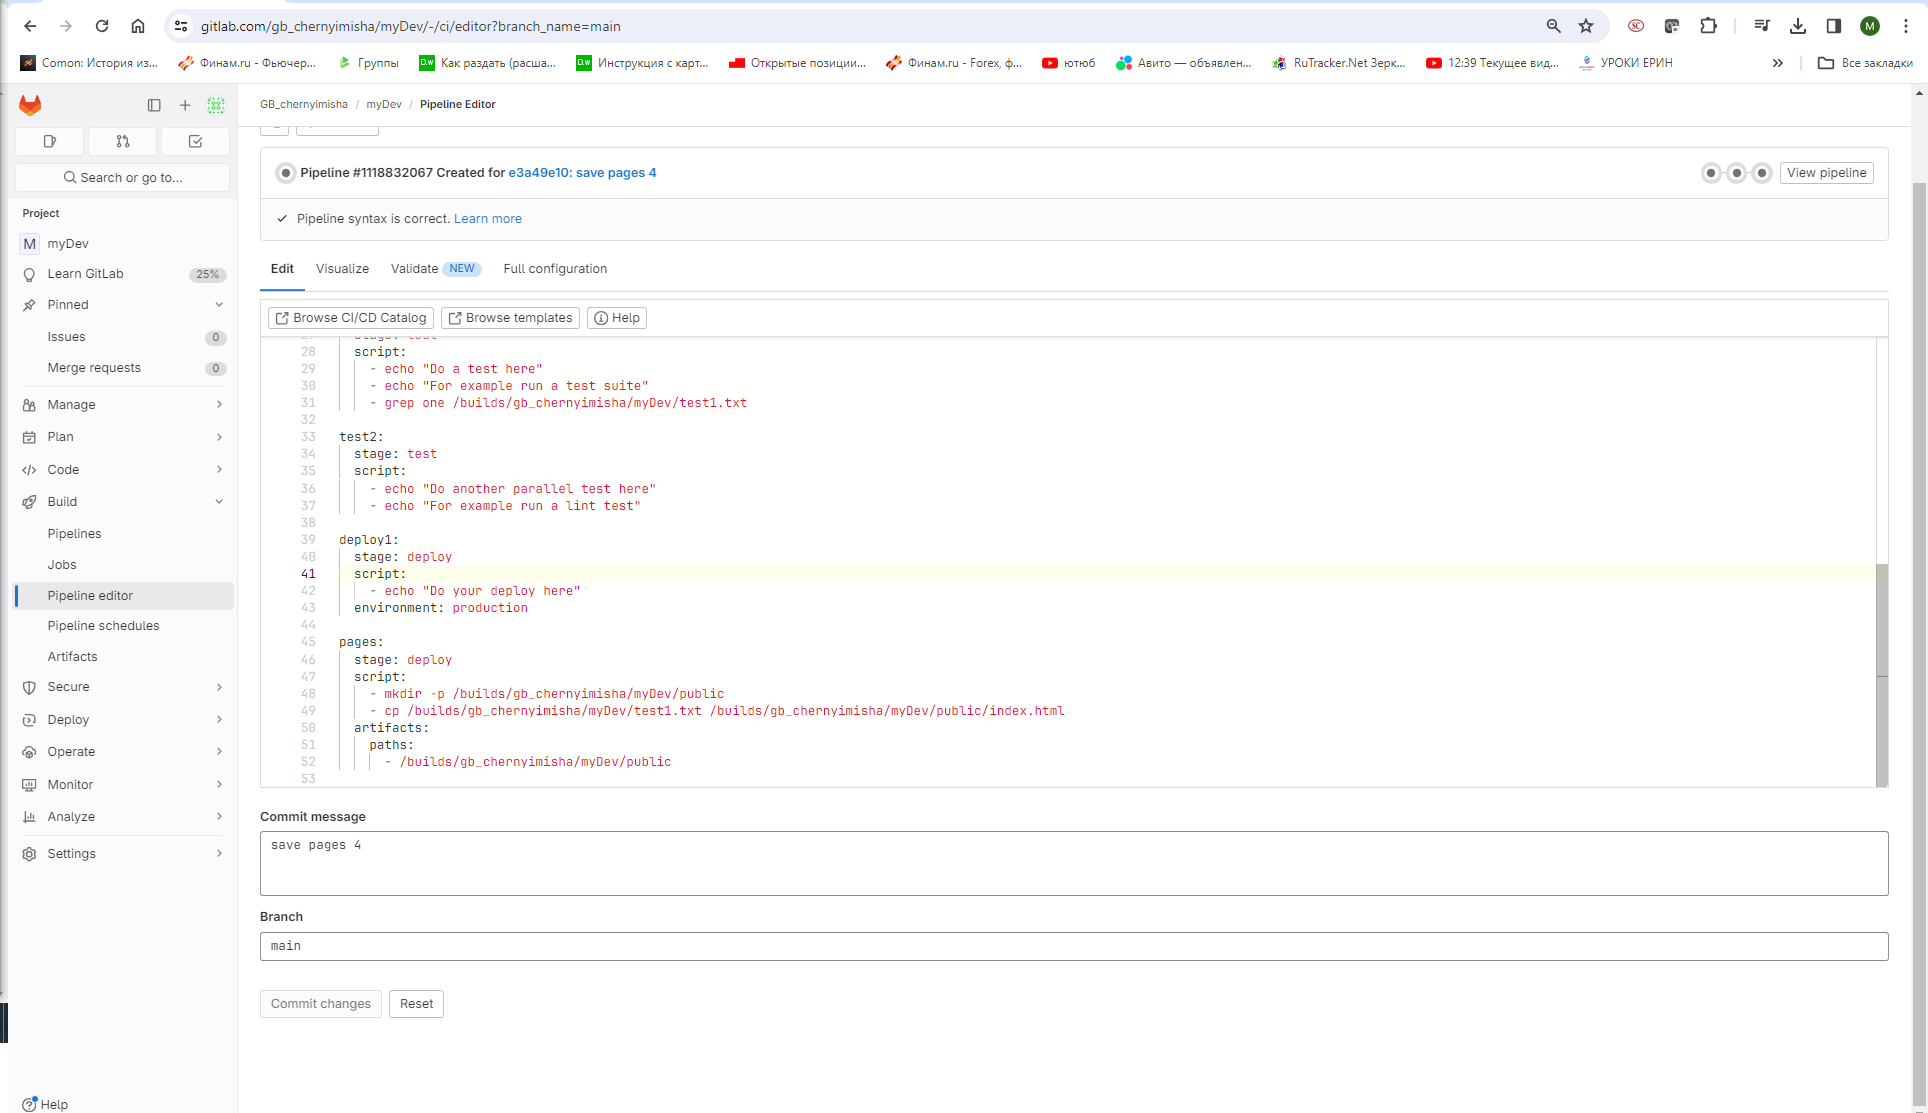 gitlab.com/gb_chernyimisha/myDev/-/ci/editor?branch_name=main
SC
M
Comon: История из...
Финам.ru - Фьючер...
Группы
D.W Как раздать (расша...
D.W Инструкция с карт...
Открытые позиции...
Финам.ru - Forex, ф...
ютюб
Авито — объявлен...
RuTracker.Net Зерк...
12:39 Текущее вид...
УРОКИ ЕРИН
Все закладки
GB_chernyimisha / myDev / Pipeline Editor
Search or go to...
Project
M myDev
Learn GitLab 25%
Pinned
Issues 0
Merge requests 0
Manage
Plan
Code
Build
Pipelines
Jobs
Pipeline editor
Pipeline schedules
Artifacts
Secure
Deploy
Operate
Monitor
Analyze
Settings
Help
Pipeline #1118832067 Created for e3a49e10: save pages 4
View pipeline
Pipeline syntax is correct. Learn more
Edit Visualize Validate NEW Full configuration
Browse CI/CD Catalog Browse templates Help
27 stage: test
28 script:
29 - echo "Do a test here"
30 - echo "For example run a test suite"
31 - grep one /builds/gb_chernyimisha/myDev/test1.txt
32
33 test2:
34 stage: test
35 script:
36 - echo "Do another parallel test here"
37 - echo "For example run a lint test"
38
39 deploy1:
40 stage: deploy
41 script:
42 - echo "Do your deploy here"
43 environment: production
44
45 pages:
46 stage: deploy
47 script:
48 - mkdir -p /builds/gb_chernyimisha/myDev/public
49 - cp /builds/gb_chernyimisha/myDev/test1.txt /builds/gb_chernyimisha/myDev/public/index.html
50 artifacts:
51 paths:
52 - /builds/gb_chernyimisha/myDev/public
53
Commit message
save pages 4
Branch
main
Commit changes Reset